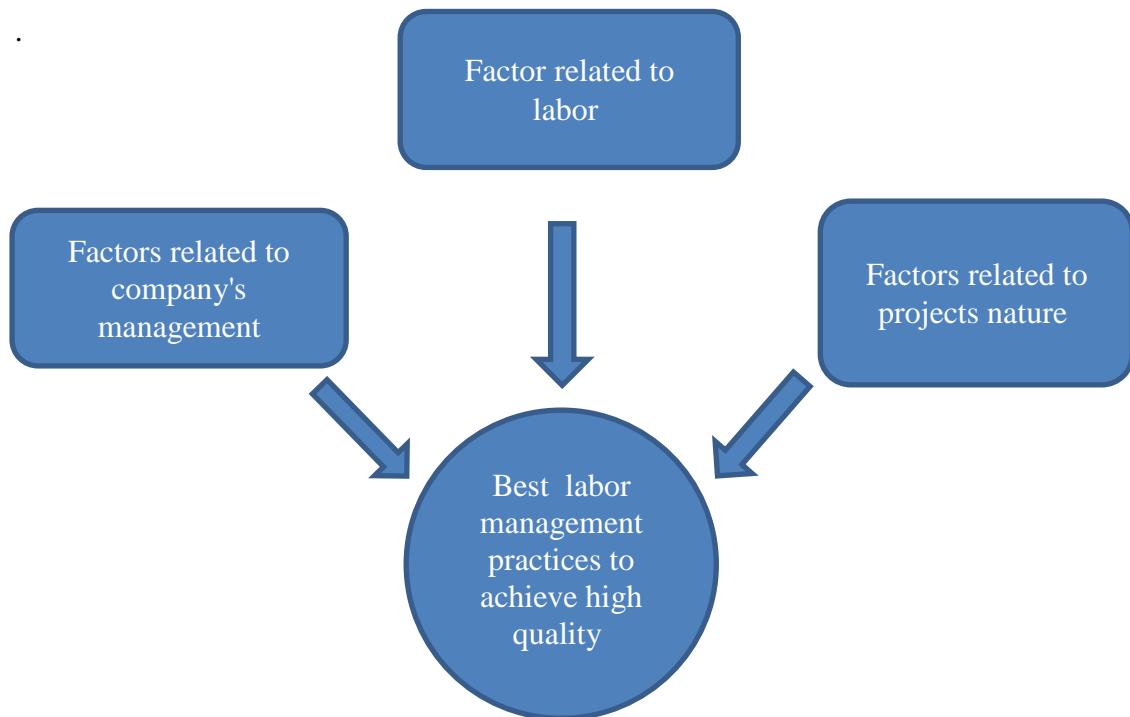 .
Factor related to
labor
Factors related to
company's
management
Factors related to
projects nature
Best  labor
management
practices to
achieve high
quality